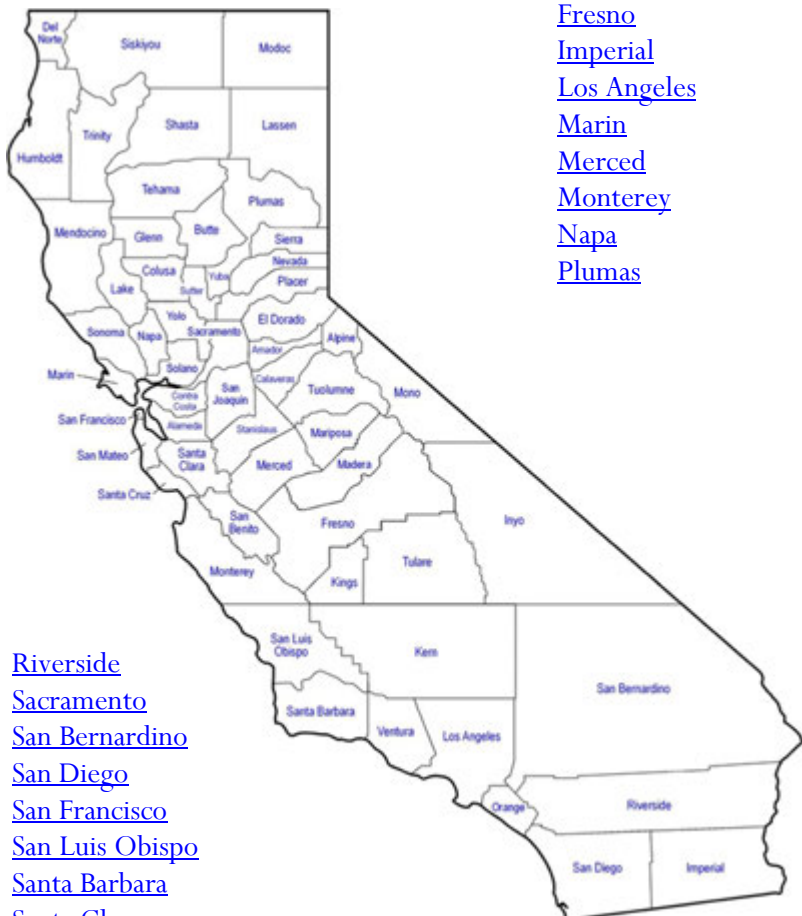 Fresno
Imperial
Los Angeles
Marin
Merced
Monterey
Napa
Plumas
Del
Norte
Siskiyou
Modoc
Humboldt
Trinity
Shasta
Lassen
Tehama
Plumas
Mendocino
Glenn
Butte
Sierra
Nevada
Placer
Colusa
Lake
Sutter
Yuba
Sonoma
Napa
Yolo
Sacramento
El Dorado
Alpine
Amador
Solano
Marin
Calaveras
Contra
Costa
San
Joaquin
Tuolumne
Mono
San Francisco
Alameda
Stanislaus
Mariposa
San Mateo
Santa
Clara
Merced
Madera
Santa Cruz
San
Benito
Fresno
Inyo
Monterey
Kings
Tulare
San Luis
Obispo
Kern
San Bernardino
Santa Barbara
Ventura
Los Angeles
Orange
Riverside
San Diego
Imperial
Riverside
Sacramento
San Bernardino
San Diego
San Francisco
San Luis Obispo
Santa Barbara